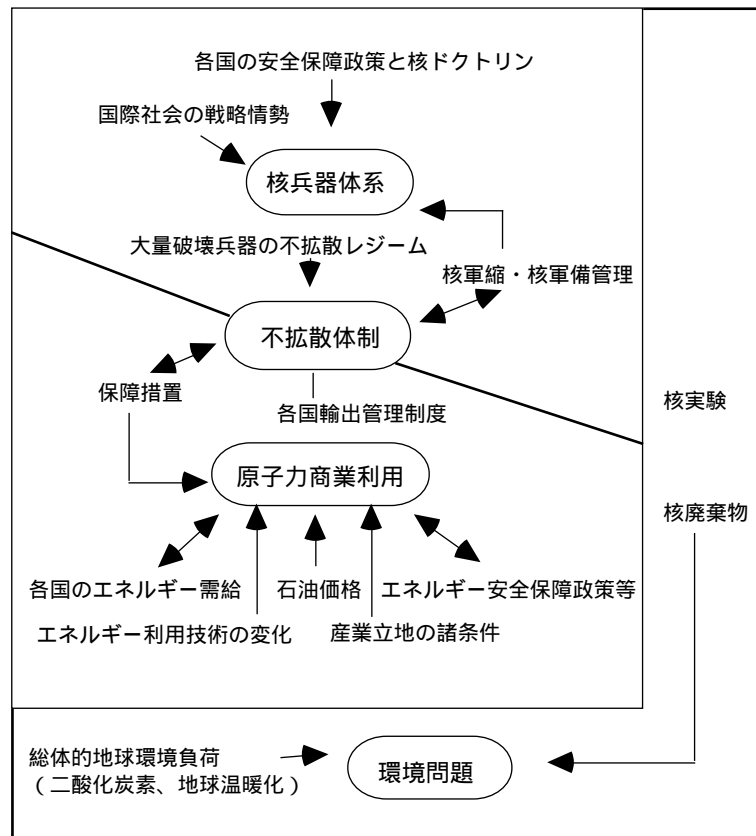 各国の安全保障政策と核ドクトリン
国際社会の戦略情勢
核兵器体系
大量破壊兵器の不拡散レジーム
核軍縮・核軍備管理
不拡散体制
保障措置
各国輸出管理制度
核実験
原子力商業利用
核廃棄物
各国のエネルギー需給
石油価格
エネルギー安全保障政策等
エネルギー利用技術の変化
産業立地の諸条件
総体的地球環境負荷
（二酸化炭素、地球温暖化）
環境問題